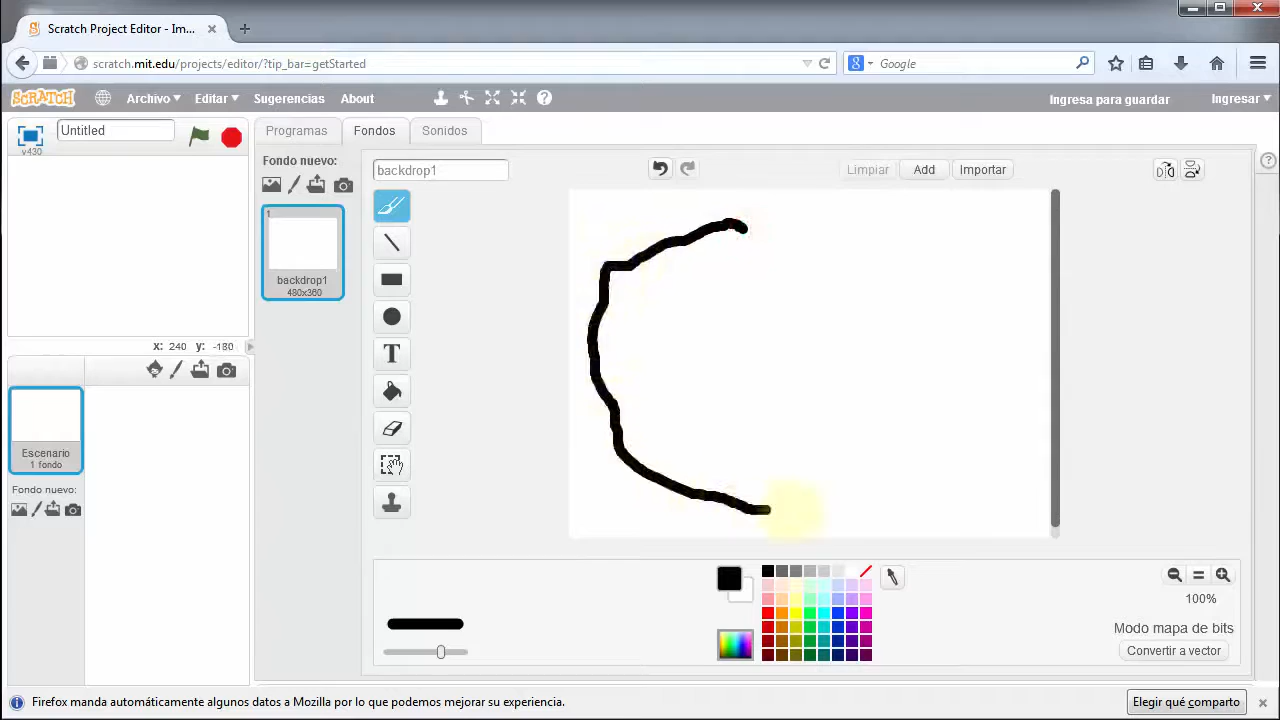 Scratch Project Editor - Im...
scratch.mit.edu/projects/editor/?tip_bar=getStarted
Google
SCRATCH
Archivo
Editar
Sugerencias
About
Ingresa para guardar
Ingresar
v430
Untitled
Programas
Fondos
Sonidos
Fondo nuevo:
backdrop1
Limpiar
Add
Importar
1
backdrop1
480x360
T
x: 240 y: -180
Escenario
1 fondo
Fondo nuevo:
100%
Modo mapa de bits
Convertir a vector
Firefox manda automáticamente algunos datos a Mozilla por lo que podemos mejorar su experiencia.
Elegir qué comparto